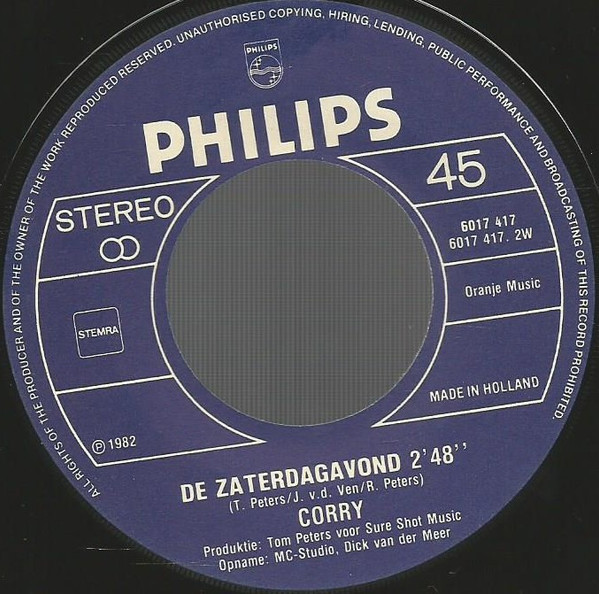 ALL RIGHTS OF THE PRODUCER AND OF THE OWNER OF THE WORK REPRODUCED RESERVED. UNAUTHORISED COPYING, HIRING, LENDING, PUBLIC PERFORMANCE AND BROADCASTING OF THIS RECORD PROHIBITED.
PHILIPS
PHILIPS
STEREO
45
6017 417
6017 417. 2W
Oranje Music
STEMRA
MADE IN HOLLAND
Ⓟ 1982
DE ZATERDAGAVOND 2'48''
(T. Peters/J. v.d. Ven/R. Peters)
CORRY
Produktie: Tom Peters voor Sure Shot Music
Opname: MC-Studio, Dick van der Meer